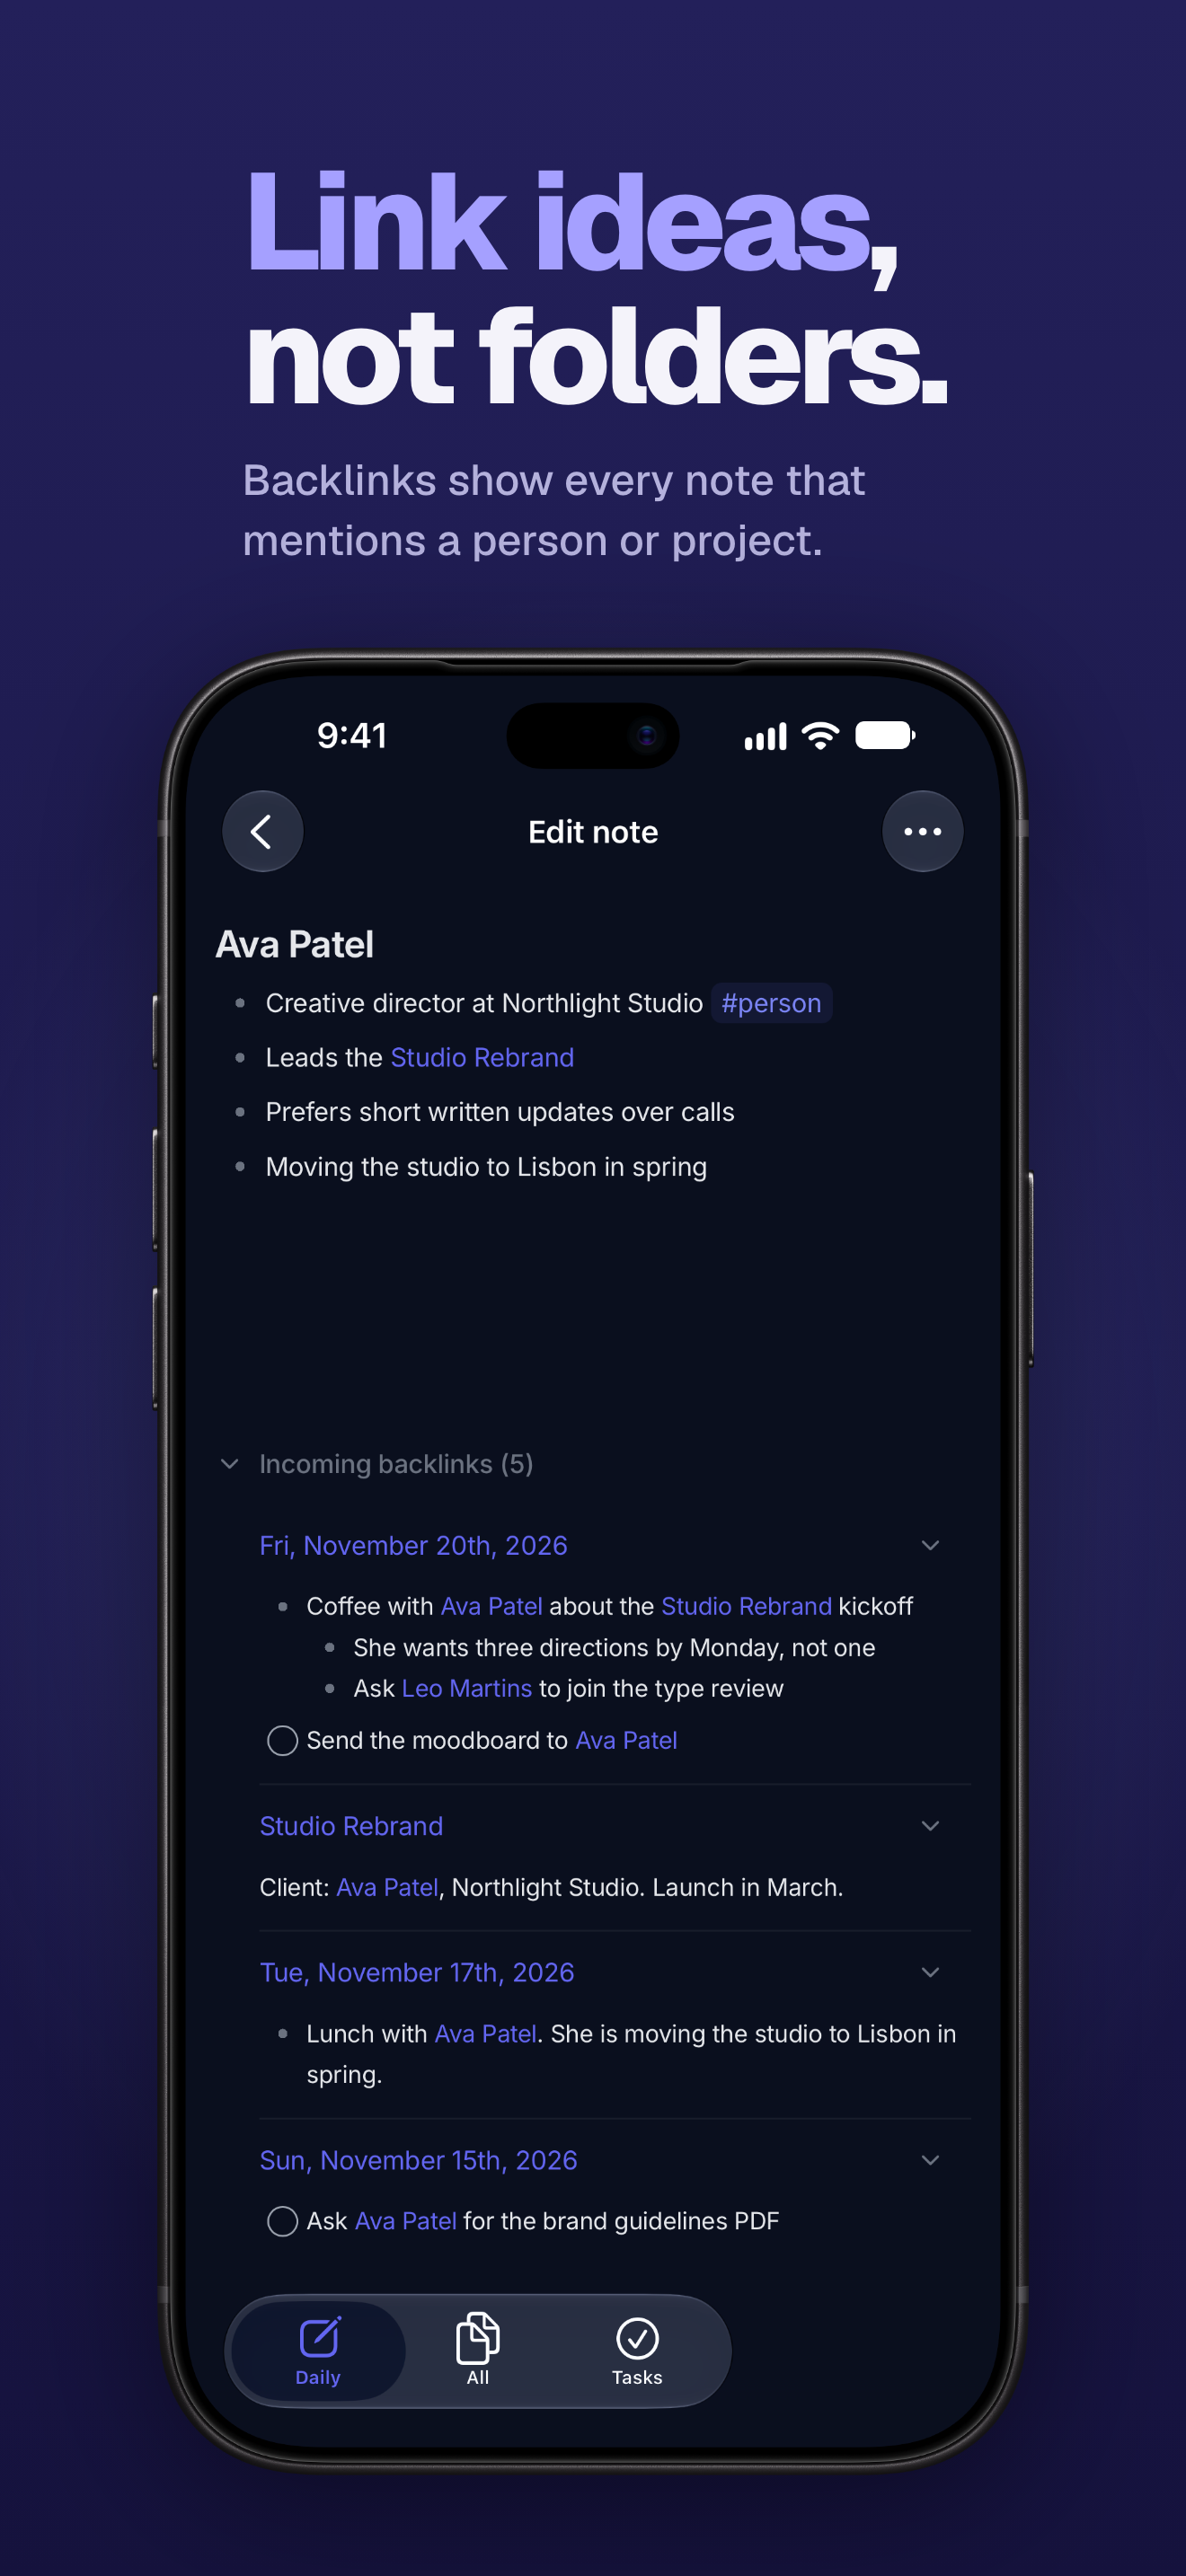 Link ideas,
not folders.
Backlinks show every note that
mentions a person or project.
9:41
Edit note
Ava Patel
Creative director at Northlight Studio #person
Leads the Studio Rebrand
Prefers short written updates over calls
Moving the studio to Lisbon in spring
Incoming backlinks (5)
Fri, November 20th, 2026
Coffee with Ava Patel about the Studio Rebrand kickoff
She wants three directions by Monday, not one
Ask Leo Martins to join the type review
Send the moodboard to Ava Patel
Studio Rebrand
Client: Ava Patel, Northlight Studio. Launch in March.
Tue, November 17th, 2026
Lunch with Ava Patel. She is moving the studio to Lisbon in
spring.
Sun, November 15th, 2026
Ask Ava Patel for the brand guidelines PDF
Daily
All
Tasks